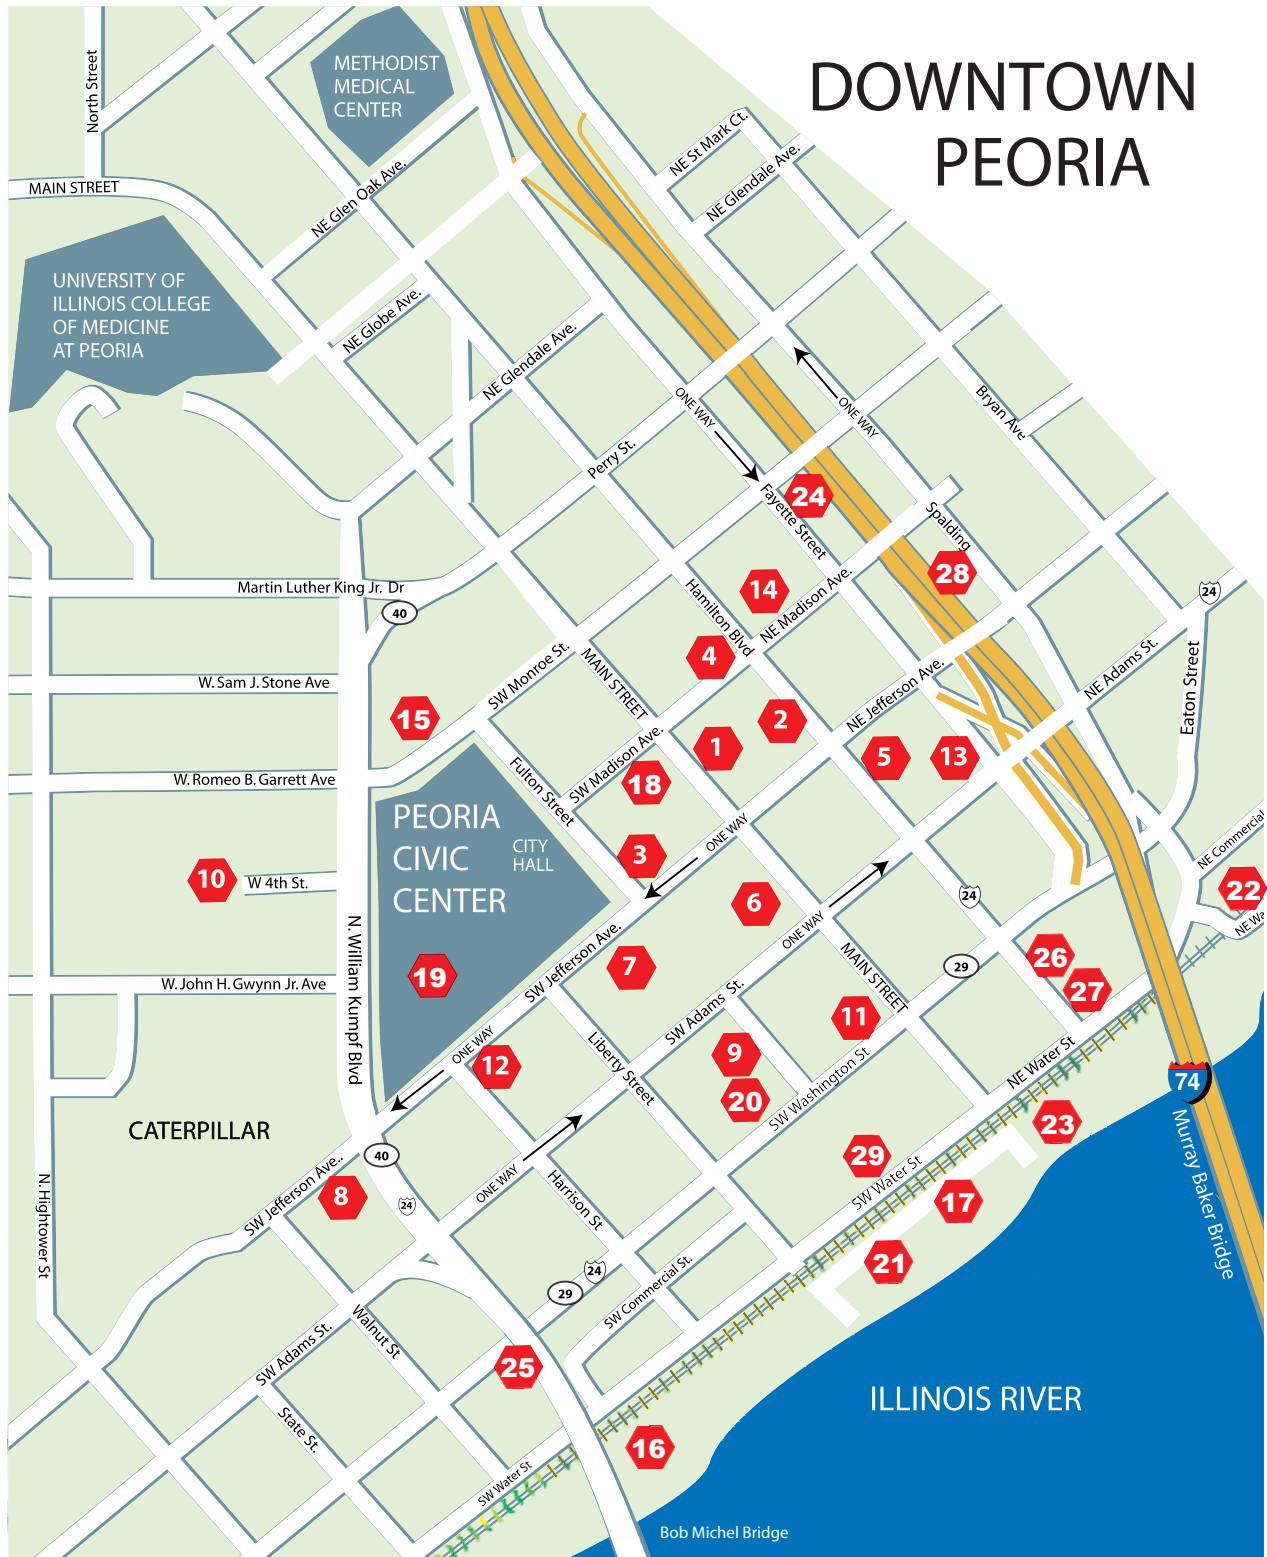 DOWNTOWN
PEORIA
METHODIST
MEDICAL
CENTER
North Street
MAIN STREET
NE Glen Oak Ave.
NE St Mark Ct.
NE Glendale Ave.
UNIVERSITY OF
ILLINOIS COLLEGE
OF MEDICINE
AT PEORIA
NE Globe Ave.
NE Glendale Ave.
ONE WAY
ONE WAY
Bryan Ave
Perry St.
24
Fayette Street
Spalding
28
14
Hamilton Blvd
NE Madison Ave.
24
Martin Luther King Jr. Dr
40
4
MAIN STREET
SW Monroe St.
NE Jefferson Ave.
NE Adams St.
Eaton Street
W. Sam J. Stone Ave
15
2
1
5
13
W. Romeo B. Garrett Ave
Fulton Street
SW Madison Ave.
18
PEORIA
CIVIC
CENTER
CITY
HALL
3
ONE WAY
NE Commercial
10
W 4th St.
6
24
22
NE Wa
ONE WAY
N. William Kumpf Blvd
19
SW Jefferson Ave.
7
MAIN STREET
29
26
27
W. John H. Gwynn Jr. Ave
SW Adams St.
11
ONE WAY
12
Liberty Street
9
20
SW Washington St
NE Water St
74
Murray Baker Bridge
CATERPILLAR
40
23
29
SW Water St
17
N. Hightower St
SW Jefferson Ave..
8
24
ONE WAY
Harrison St
21
24
29
SW Commercial St.
Walnut St
SW Adams St.
25
ILLINOIS RIVER
State St.
16
SW Water St
Bob Michel Bridge